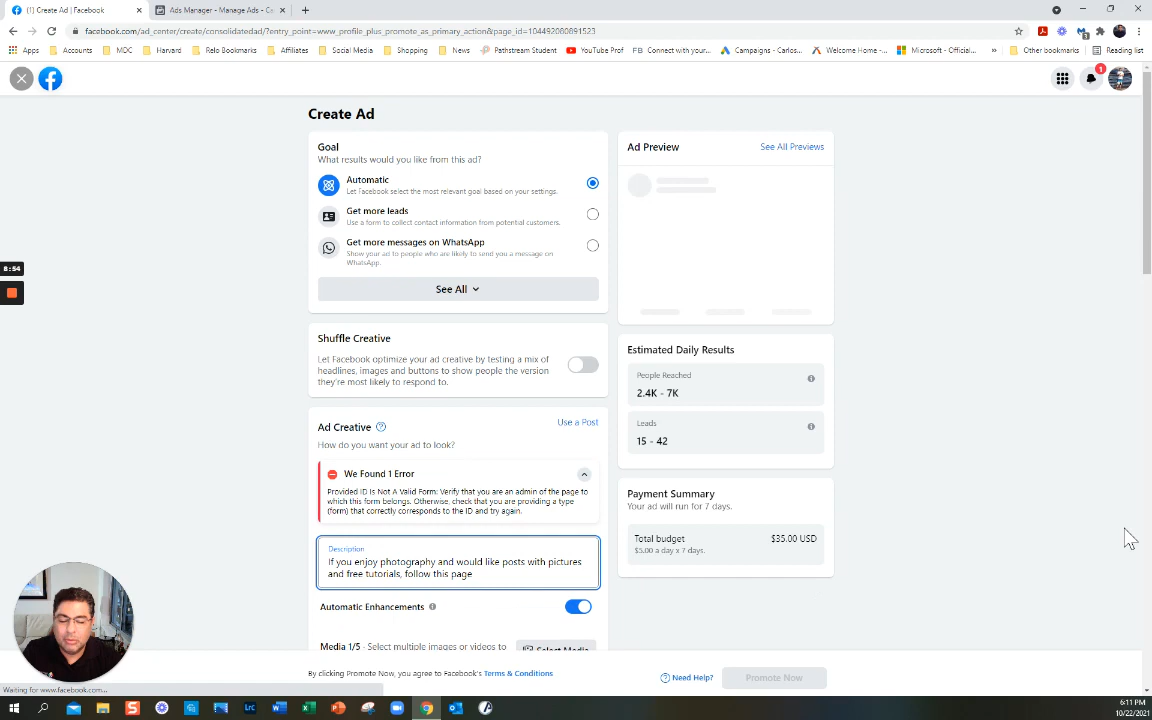 (1) Create Ad | Facebook
Ads Manager - Manage Ads - Ca
facebook.com/ad_center/create/consolidatedad/?entry_point=www_profile_plus_promote_as_primary_action&page_id=104492080891523
Apps
Accounts
MDC
Harvard
Relo Bookmarks
Affiliates
Social Media
Shopping
News
Pathstream Student
YouTube Prof
Connect with your...
Campaigns - Carlos...
Welcome Home -...
Microsoft - Official...
»
Other bookmarks
Reading list
1
Create Ad
Goal
What results would you like from this ad?
Automatic
Let Facebook select the most relevant goal based on your settings.
Get more leads
Use a form to collect contact information from potential customers.
Get more messages on WhatsApp
Show your ad to people who are likely to send you a message on
WhatsApp.
See All
Shuffle Creative
Let Facebook optimize your ad creative by testing a mix of
headlines, images and buttons to show people the version
they're most likely to respond to.
Ad Creative
Use a Post
How do you want your ad to look?
We Found 1 Error
Provided ID Is Not A Valid Form: Verify that you are an admin of the page to
which this form belongs. Otherwise, check that you are providing a type
(form) that correctly corresponds to the ID and try again.
Description
If you enjoy photography and would like posts with pictures
and free tutorials, follow this page
Automatic Enhancements
Media 1/5 - Select multiple images or videos to
Select Media
Ad Preview
See All Previews
Estimated Daily Results
People Reached
2.4K - 7K
Leads
15 - 42
Payment Summary
Your ad will run for 7 days.
Total budget
$35.00 USD
$5.00 a day x 7 days.
By clicking Promote Now, you agree to Facebook's Terms & Conditions
Need Help?
Promote Now
8:54
Waiting for www.facebook.com...
6:11 PM
10/22/2021